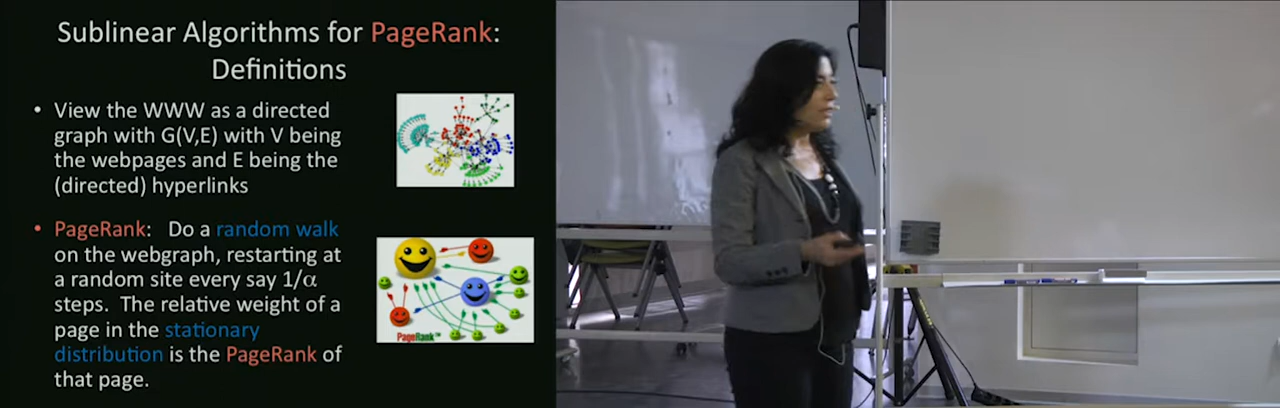 Sublinear Algorithms for PageRank:
Definitions
• View the WWW as a directed
graph with G(V,E) with V being
the webpages and E being the
(directed) hyperlinks
• PageRank: Do a random walk
on the webgraph, restarting at
a random site every say 1/α
steps. The relative weight of a
page in the stationary
distribution is the PageRank of
that page.
PageRank™